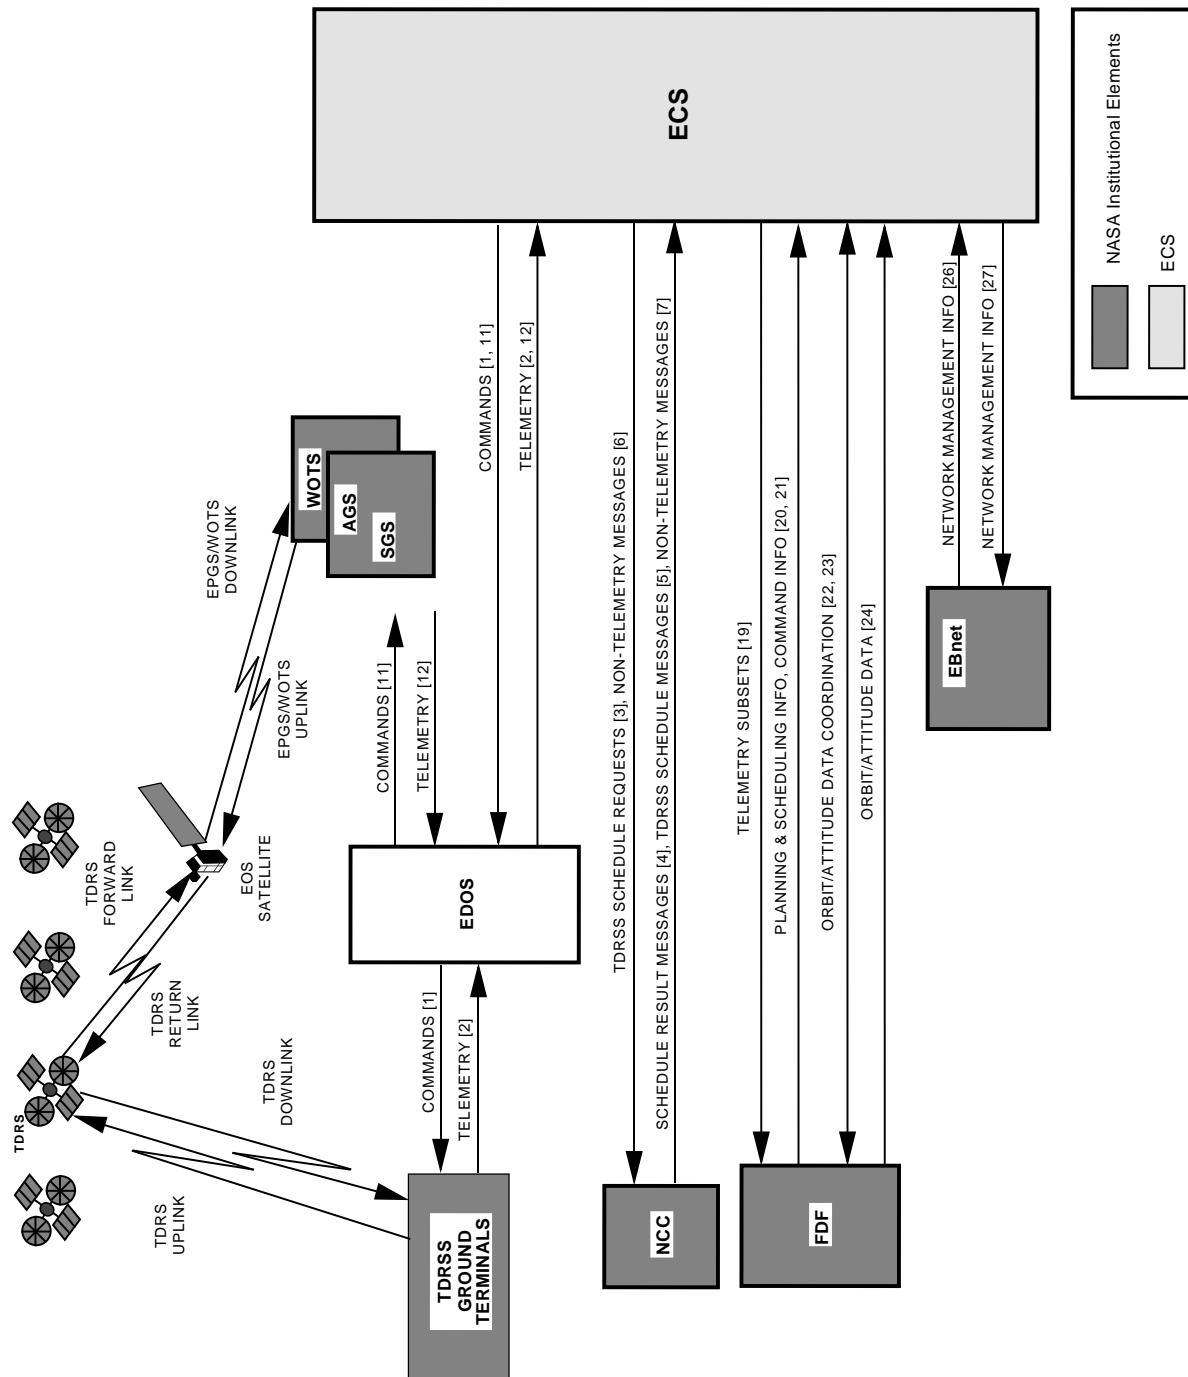 TDRS
TDRS
UPLINK
TDRS
DOWNLINK
TDRS
RETURN
LINK
TDRS
FORWARD
LINK
EOS
SATELLITE
EPGS/WOTS
UPLINK
EPGS/WOTS
DOWNLINK
WOTS
AGS
SGS
TDRSS
GROUND
TERMINALS
COMMANDS [1]
TELEMETRY [2]
EDOS
COMMANDS [11]
TELEMETRY [12]
COMMANDS [1, 11]
TELEMETRY [2, 12]
ECS
NCC
TDRSS SCHEDULE REQUESTS [3], NON-TELEMETRY MESSAGES [6]
SCHEDULE RESULT MESSAGES [4], TDRSS SCHEDULE MESSAGES [5], NON-TELEMETRY MESSAGES [7]
FDF
TELEMETRY SUBSETS [19]
PLANNING & SCHEDULING INFO, COMMAND INFO [20, 21]
ORBIT/ATTITUDE DATA COORDINATION [22, 23]
ORBIT/ATTITUDE DATA [24]
EBnet
NETWORK MANAGEMENT INFO [26]
NETWORK MANAGEMENT INFO [27]
NASA Institutional Elements
ECS